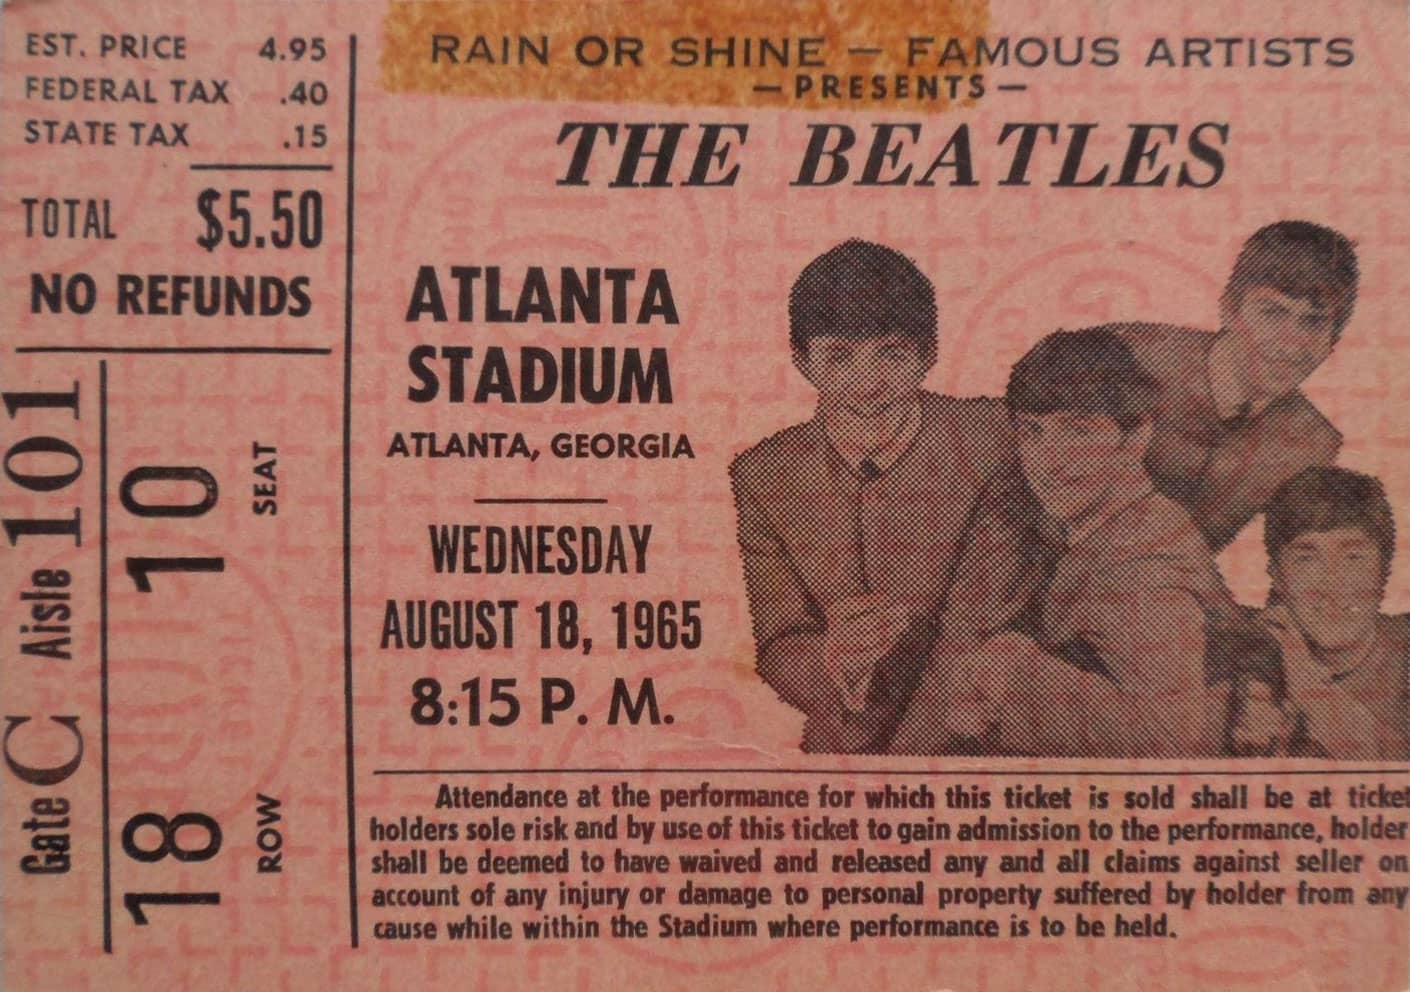 EST. PRICE 4.95
FEDERAL TAX .40
STATE TAX .15
TOTAL $5.50
NO REFUNDS
Gate C Aisle 101
18 10
ROW SEAT
RAIN OR SHINE — FAMOUS ARTISTS
—PRESENTS—
THE BEATLES
ATLANTA
STADIUM
ATLANTA, GEORGIA
WEDNESDAY
AUGUST 18, 1965
8:15 P. M.
Attendance at the performance for which this ticket is sold shall be at ticket
holders sole risk and by use of this ticket to gain admission to the performance, holder
shall be deemed to have waived and released any and all claims against seller on
account of any injury or damage to personal property suffered by holder from any
cause while within the Stadium where performance is to be held.